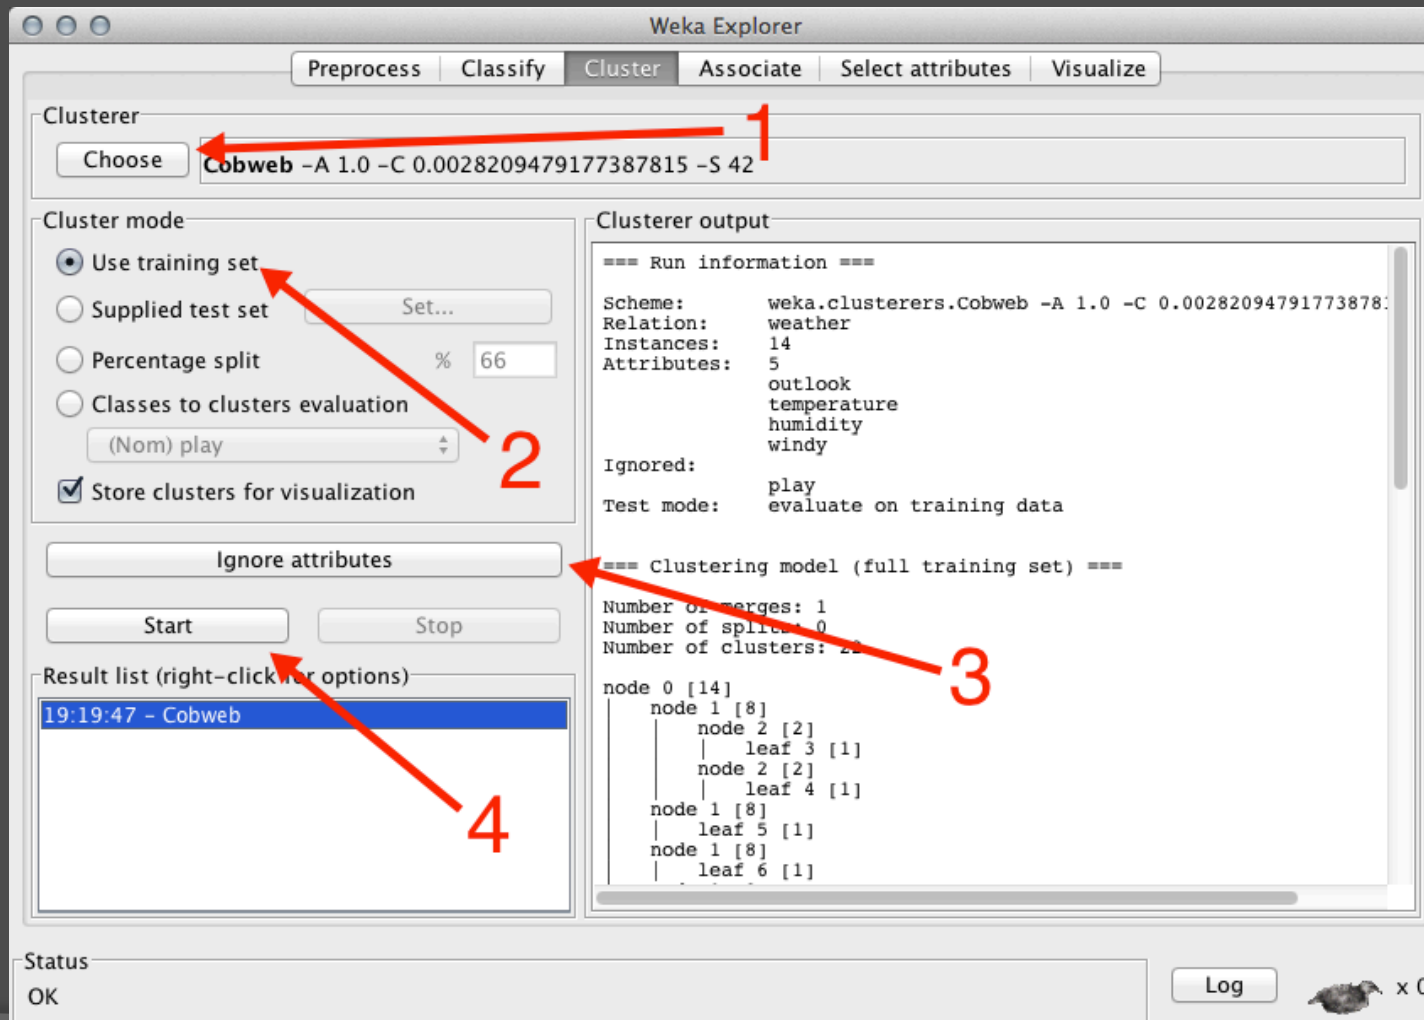 Weka Explorer
Preprocess Classify Cluster Associate Select attributes Visualize
Clusterer
1
Choose
Cobweb -A 1.0 -C 0.0028209479177387815 -S 42
Cluster mode
Use training set
Supplied test set Set...
Percentage split % 66
Classes to clusters evaluation
(Nom) play
2
Store clusters for visualization
Ignore attributes
Start Stop
Result list (right-click for options)
19:19:47 - Cobweb
4
Clusterer output
=== Run information ===
Scheme: weka.clusterers.Cobweb -A 1.0 -C 0.00282094791773878
Relation: weather
Instances: 14
Attributes: 5
outlook
temperature
humidity
windy
Ignored:
play
Test mode: evaluate on training data
=== Clustering model (full training set) ===
Number of merges: 1
Number of splits: 0
Number of clusters: 22
3
node 0 [14]
| node 1 [8]
| | node 2 [2]
| | | leaf 3 [1]
| | node 2 [2]
| | | leaf 4 [1]
| node 1 [8]
| | leaf 5 [1]
| node 1 [8]
| | leaf 6 [1]
Status
OK
Log
x 0